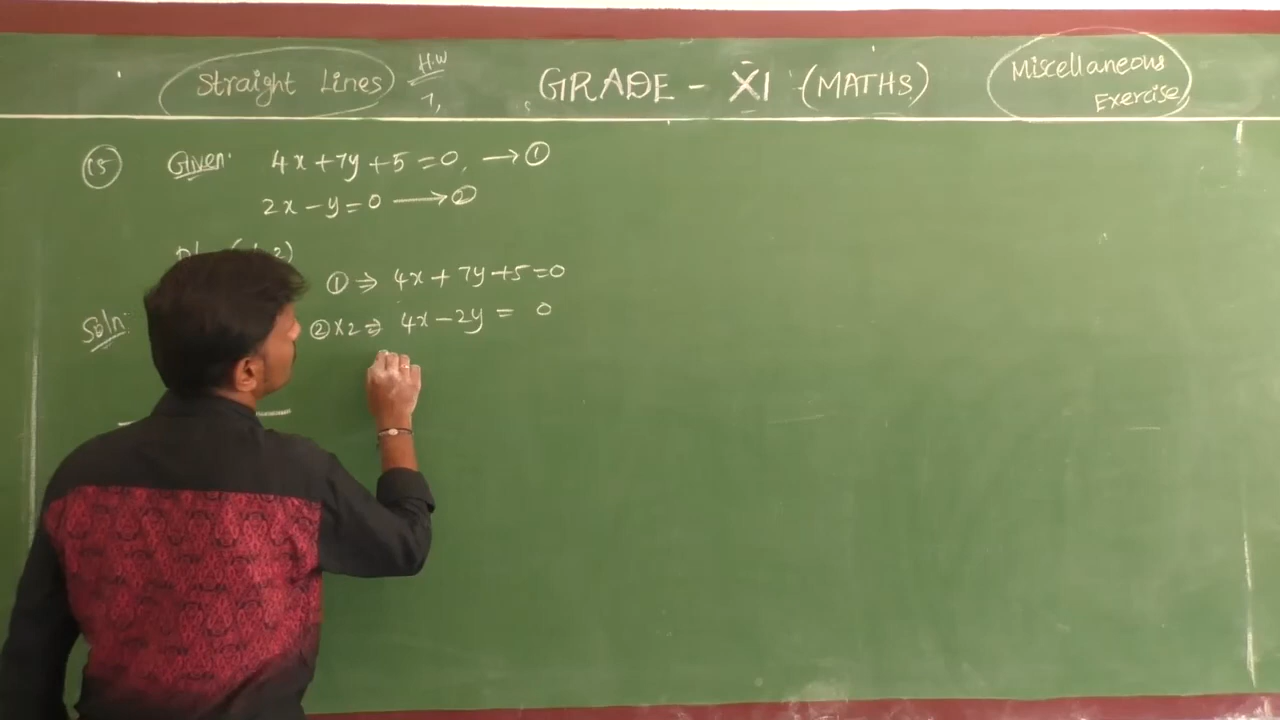 Straight Lines
H.W
1,
GRADE - XI (MATHS)
Miscellaneous
Exercise
15 Given: 4x + 7y + 5 = 0, → ①
2x - y = 0 → ②
① ⇒ 4x + 7y + 5 = 0
Soln: ② X 2 ⇒ 4x - 2y = 0